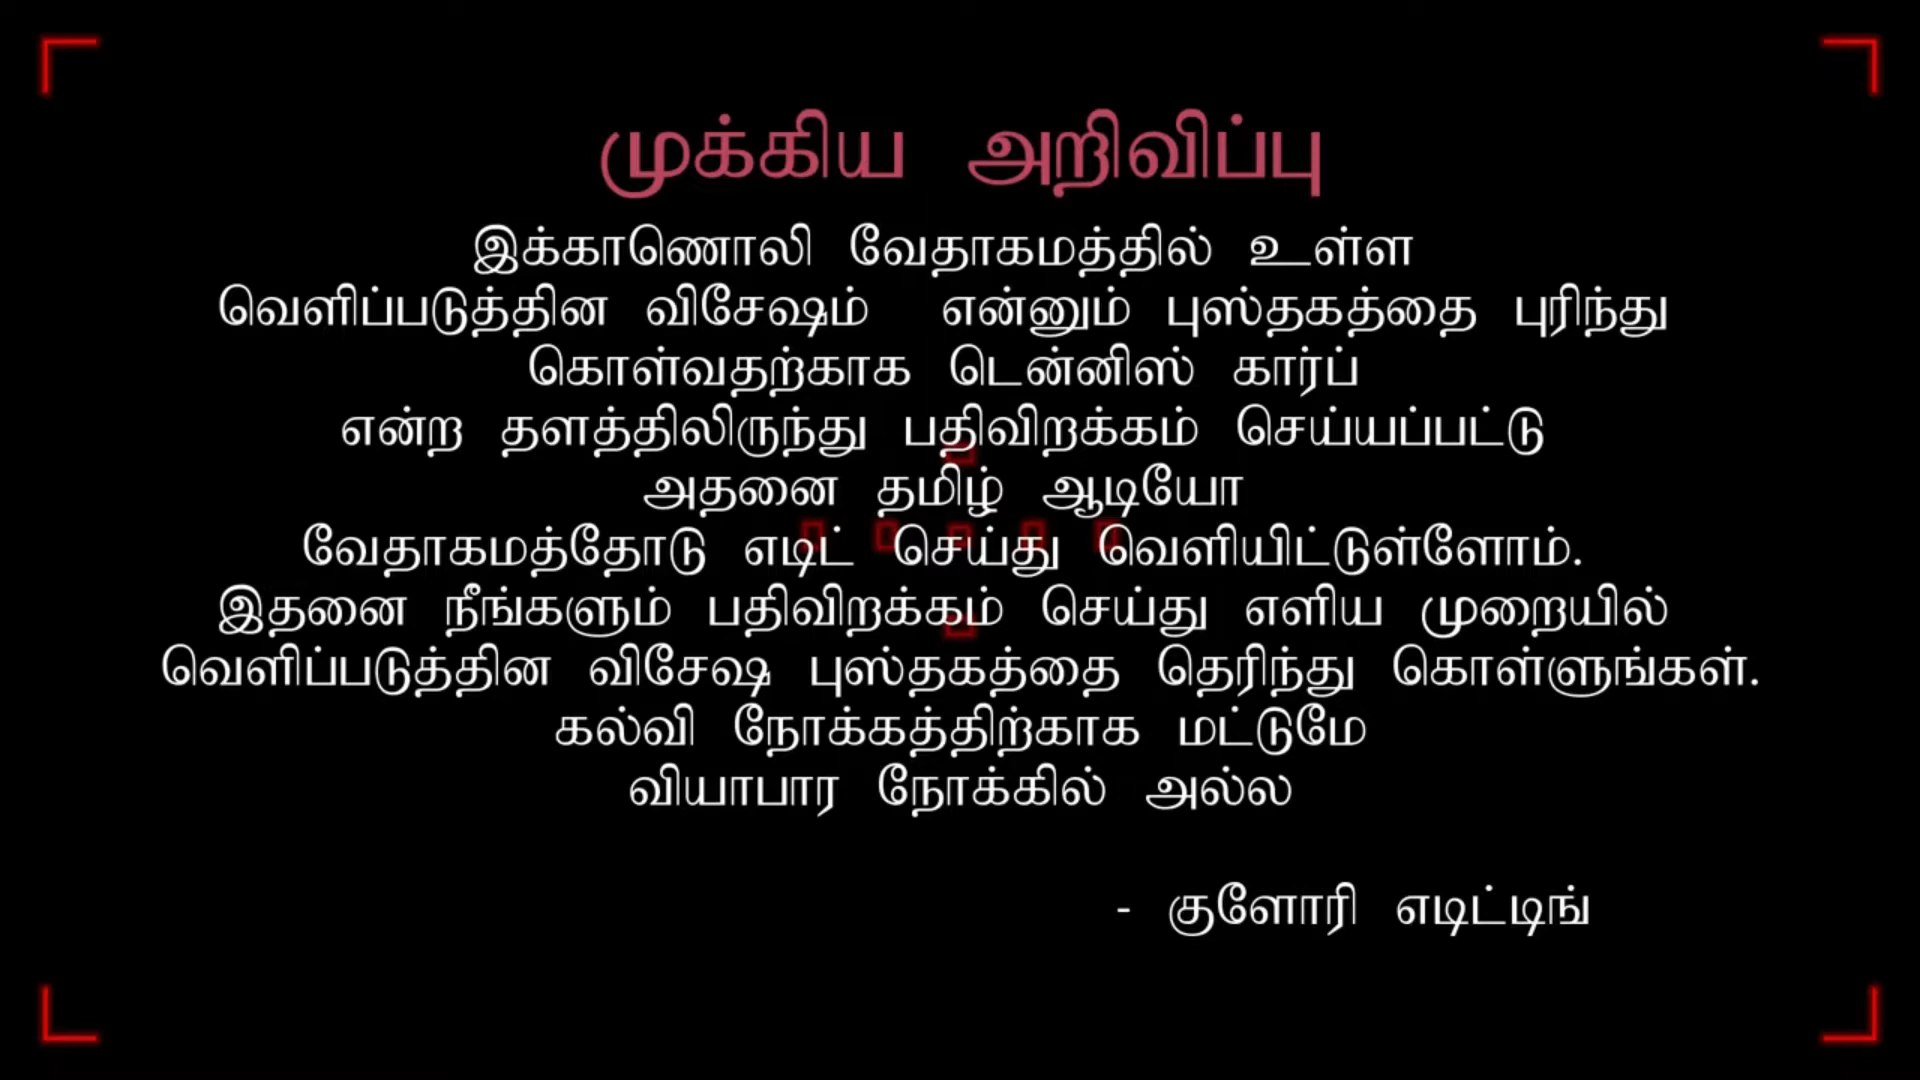 முக்கிய அறிவிப்பு
இக்காணொலி வேதாகமத்தில் உள்ள
வெளிப்படுத்தின விசேஷம் என்னும் புஸ்தகத்தை புரிந்து
கொள்வதற்காக டென்னிஸ் கார்ப்
என்ற தளத்திலிருந்து பதிவிறக்கம் செய்யப்பட்டு
அதனை தமிழ் ஆடியோ
வேதாகமத்தோடு எடிட் செய்து வெளியிட்டுள்ளோம்.
இதனை நீங்களும் பதிவிறக்கம் செய்து எளிய முறையில்
வெளிப்படுத்தின விசேஷ புஸ்தகத்தை தெரிந்து கொள்ளுங்கள்.
கல்வி நோக்கத்திற்காக மட்டுமே
வியாபார நோக்கில் அல்ல
- குளோரி எடிட்டிங்